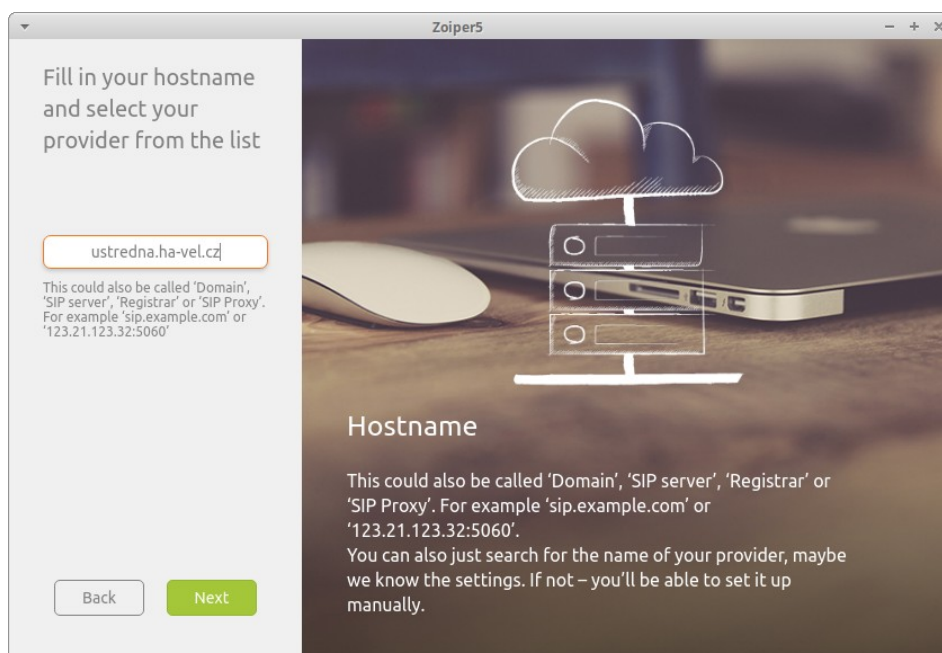 Zoiper5
Fill in your hostname
and select your
provider from the list
ustredna.ha-vel.cz
This could also be called ‘Domain’,
‘SIP server’, ‘Registrar’ or ‘SIP Proxy’.
For example ‘sip.example.com’ or
‘123.21.123.32:5060’
Back
Next
Hostname
This could also be called ‘Domain’, ‘SIP server’, ‘Registrar’ or
‘SIP Proxy’. For example ‘sip.example.com’ or
‘123.21.123.32:5060’.
You can also just search for the name of your provider, maybe
we know the settings. If not – you’ll be able to set it up
manually.